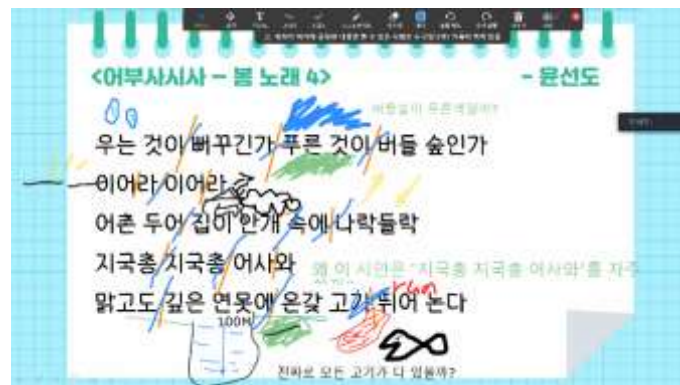 <어부사시사 - 봄 노래 4> - 윤선도
버들숲이 푸른색일까?
우는 것이 뻐꾸긴가 푸른 것이 버들 숲인가
이어라 이어라
어촌 두어 집이 안개 속에 나락들락
지국총 지국총 어사와
왜 이 시인은 "지국총 지국총 어사와"를 자주
run
맑고도 깊은 연못에 온갖 고기 뛰어 논다
100M
진짜로 모든 고기가 다 있을까?